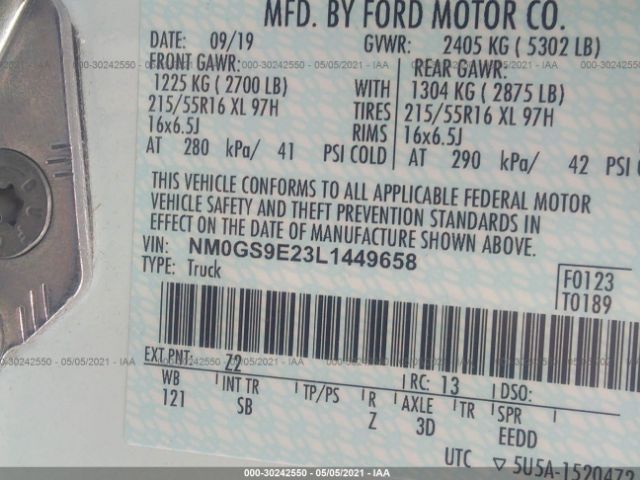 MFD. BY FORD MOTOR CO.
DATE: 09/19 GVWR: 2405 KG ( 5302 LB)
FRONT GAWR: REAR GAWR:
1225 KG ( 2700 LB) WITH 1304 KG ( 2875 LB)
215/55R16 XL 97H TIRES 215/55R16 XL 97H
16x6.5J RIMS 16x6.5J
AT 280 kPa/ 41 PSI COLD AT 290 kPa/ 42 PSI
THIS VEHICLE CONFORMS TO ALL APPLICABLE FEDERAL MOTOR
VEHICLE SAFETY AND THEFT PREVENTION STANDARDS IN
EFFECT ON THE DATE OF MANUFACTURE SHOWN ABOVE.
VIN: NM0GS9E23L1449658
TYPE: Truck
F0123
T0189
EXT PNT: Z2 RC: 13 DSO:
WB INT TR TP/PS R AXLE TR SPR
121 SB Z 3D EEDD
UTC ▽ 5U5A-1520472
000-30242550 - 05/05/2021 - IAA